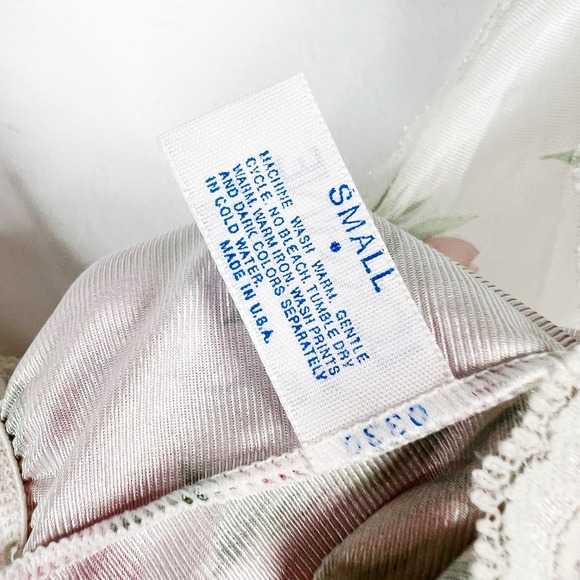 SMALL
•
MACHINE WASH WARM, GENTLE
CYCLE. NO BLEACH. TUMBLE DRY
WARM, WARM IRON. WASH PRINTS
AND DARK COLORS SEPARATELY
IN COLD WATER.
MADE IN U.S.A.